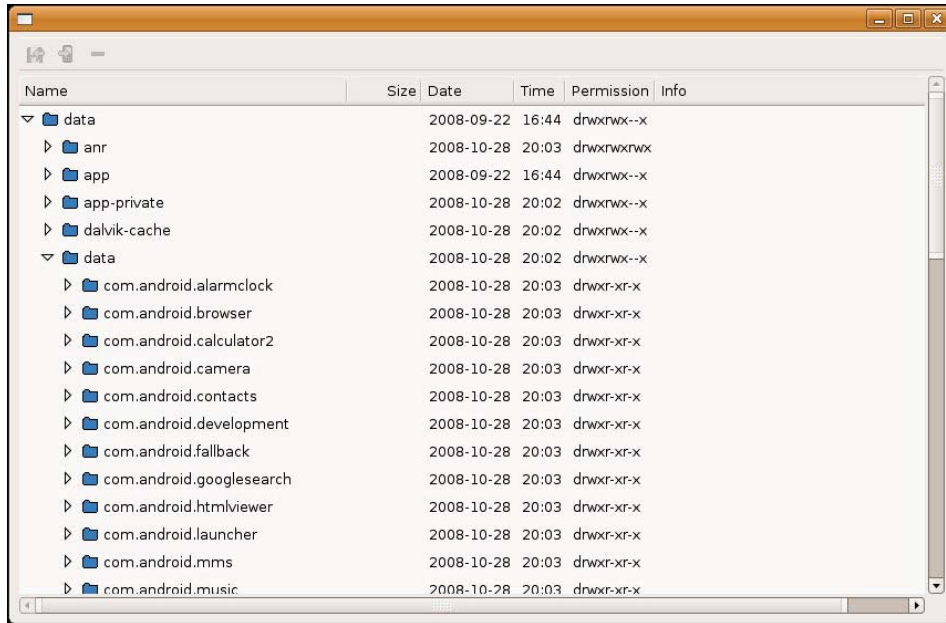 Name Size Date Time Permission Info
data 2008-09-22 16:44 drwxrwx--x
anr 2008-10-28 20:03 drwxrwxrwx
app 2008-09-22 16:44 drwxrwx--x
app-private 2008-10-28 20:02 drwxrwx--x
dalvik-cache 2008-10-28 20:02 drwxrwx--x
data 2008-10-28 20:02 drwxrwx--x
com.android.alarmclock 2008-10-28 20:03 drwxr-xr-x
com.android.browser 2008-10-28 20:03 drwxr-xr-x
com.android.calculator2 2008-10-28 20:03 drwxr-xr-x
com.android.camera 2008-10-28 20:03 drwxr-xr-x
com.android.contacts 2008-10-28 20:03 drwxr-xr-x
com.android.development 2008-10-28 20:03 drwxr-xr-x
com.android.fallback 2008-10-28 20:03 drwxr-xr-x
com.android.googlesearch 2008-10-28 20:03 drwxr-xr-x
com.android.htmlviewer 2008-10-28 20:03 drwxr-xr-x
com.android.launcher 2008-10-28 20:03 drwxr-xr-x
com.android.mms 2008-10-28 20:03 drwxr-xr-x
com.android.music 2008-10-28 20:03 drwxr-xr-x